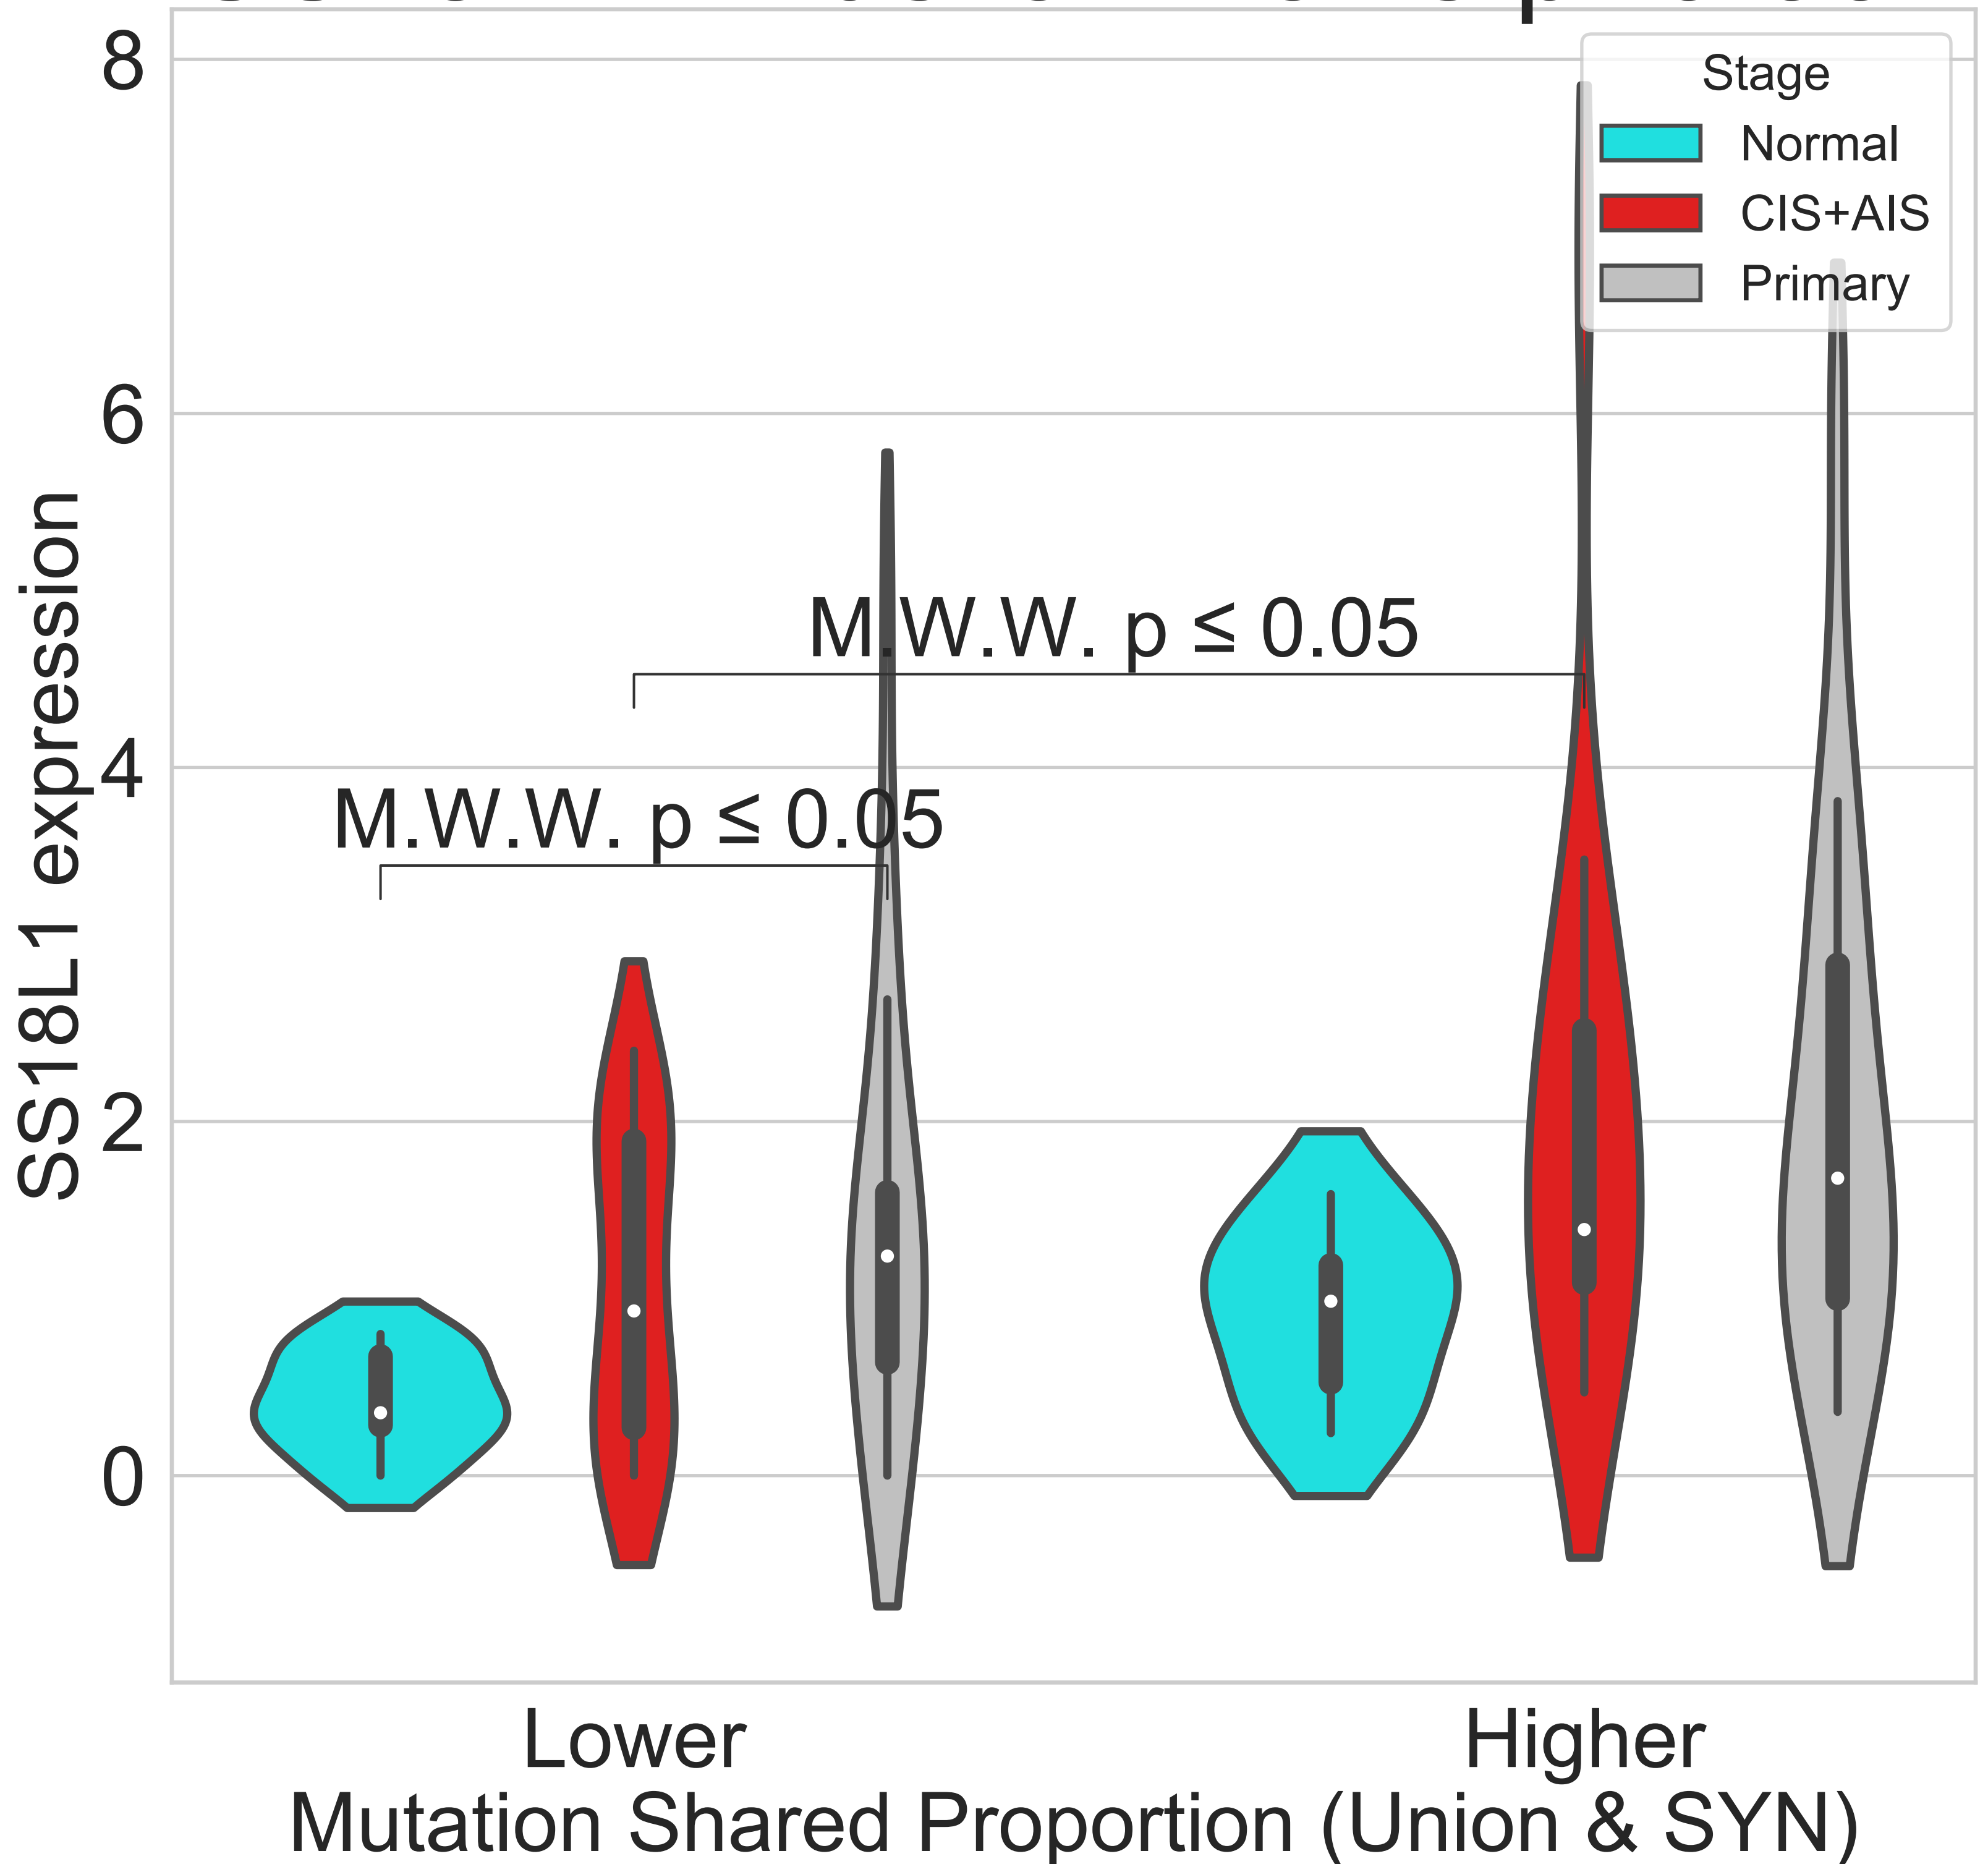 8
Stage
Normal
CIS+AIS
Primary
6
M.W.W. p ≤ 0.05
4
M.W.W. p ≤ 0.05
SS18L1 expression
2
0
Lower
Higher
Mutation Shared Proportion (Union & SYN)